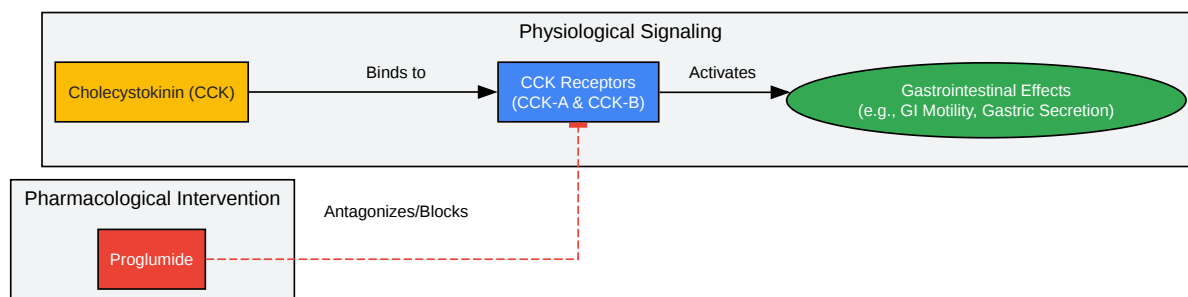 Physiological Signaling
Cholecystokinin (CCK)
Binds to
CCK Receptors
(CCK-A & CCK-B)
Activates
Gastrointestinal Effects
(e.g., GI Motility, Gastric Secretion)
Pharmacological Intervention
Antagonizes/Blocks
Proglumide